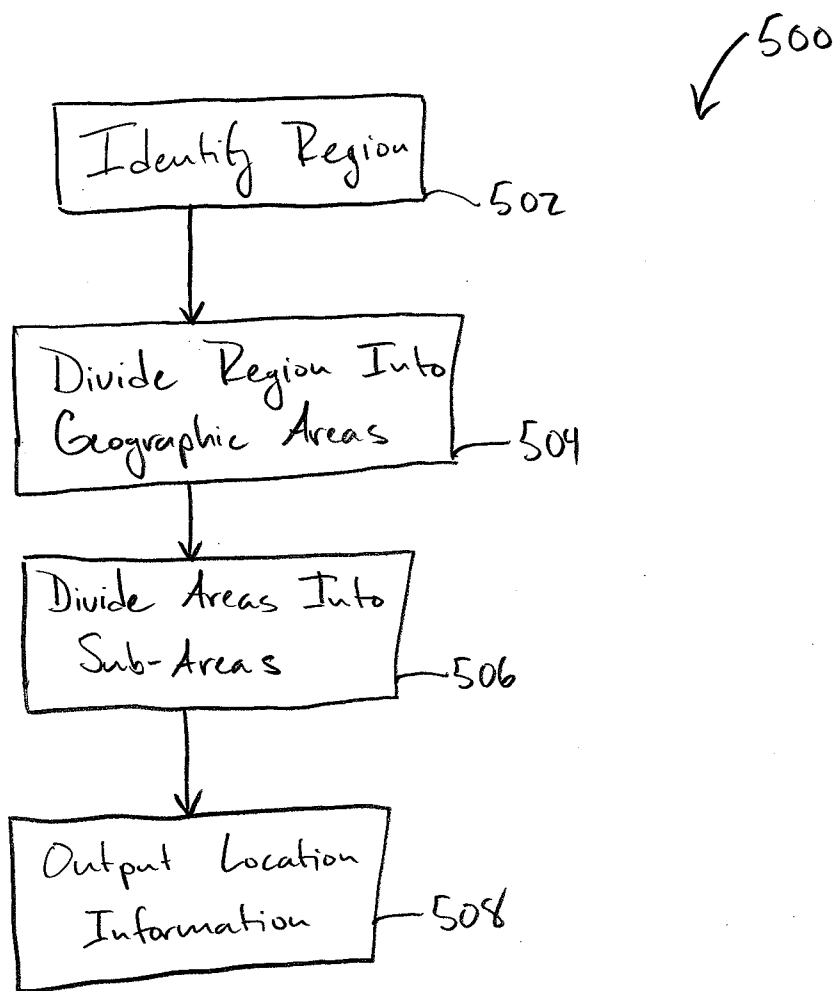 500
Identify Region
502
Divide Region Into
Geographic Areas
504
Divide Areas Into
Sub-Areas
506
Output Location
Information
508